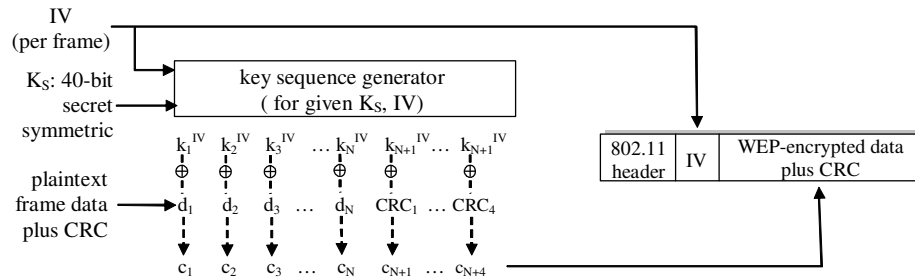 IV
(per frame)
K_S: 40-bit
secret
symmetric
key sequence generator
( for given K_S, IV)
k_1^IV k_2^IV k_3^IV … k_N^IV k_N+1^IV … k_N+1^IV
⊕ ⊕ ⊕ ⊕ ⊕ ⊕
plaintext
frame data
plus CRC
d_1 d_2 d_3 … d_N CRC_1 … CRC_4
c_1 c_2 c_3 … c_N c_N+1 … c_N+4
802.11
header
IV
WEP-encrypted data
plus CRC